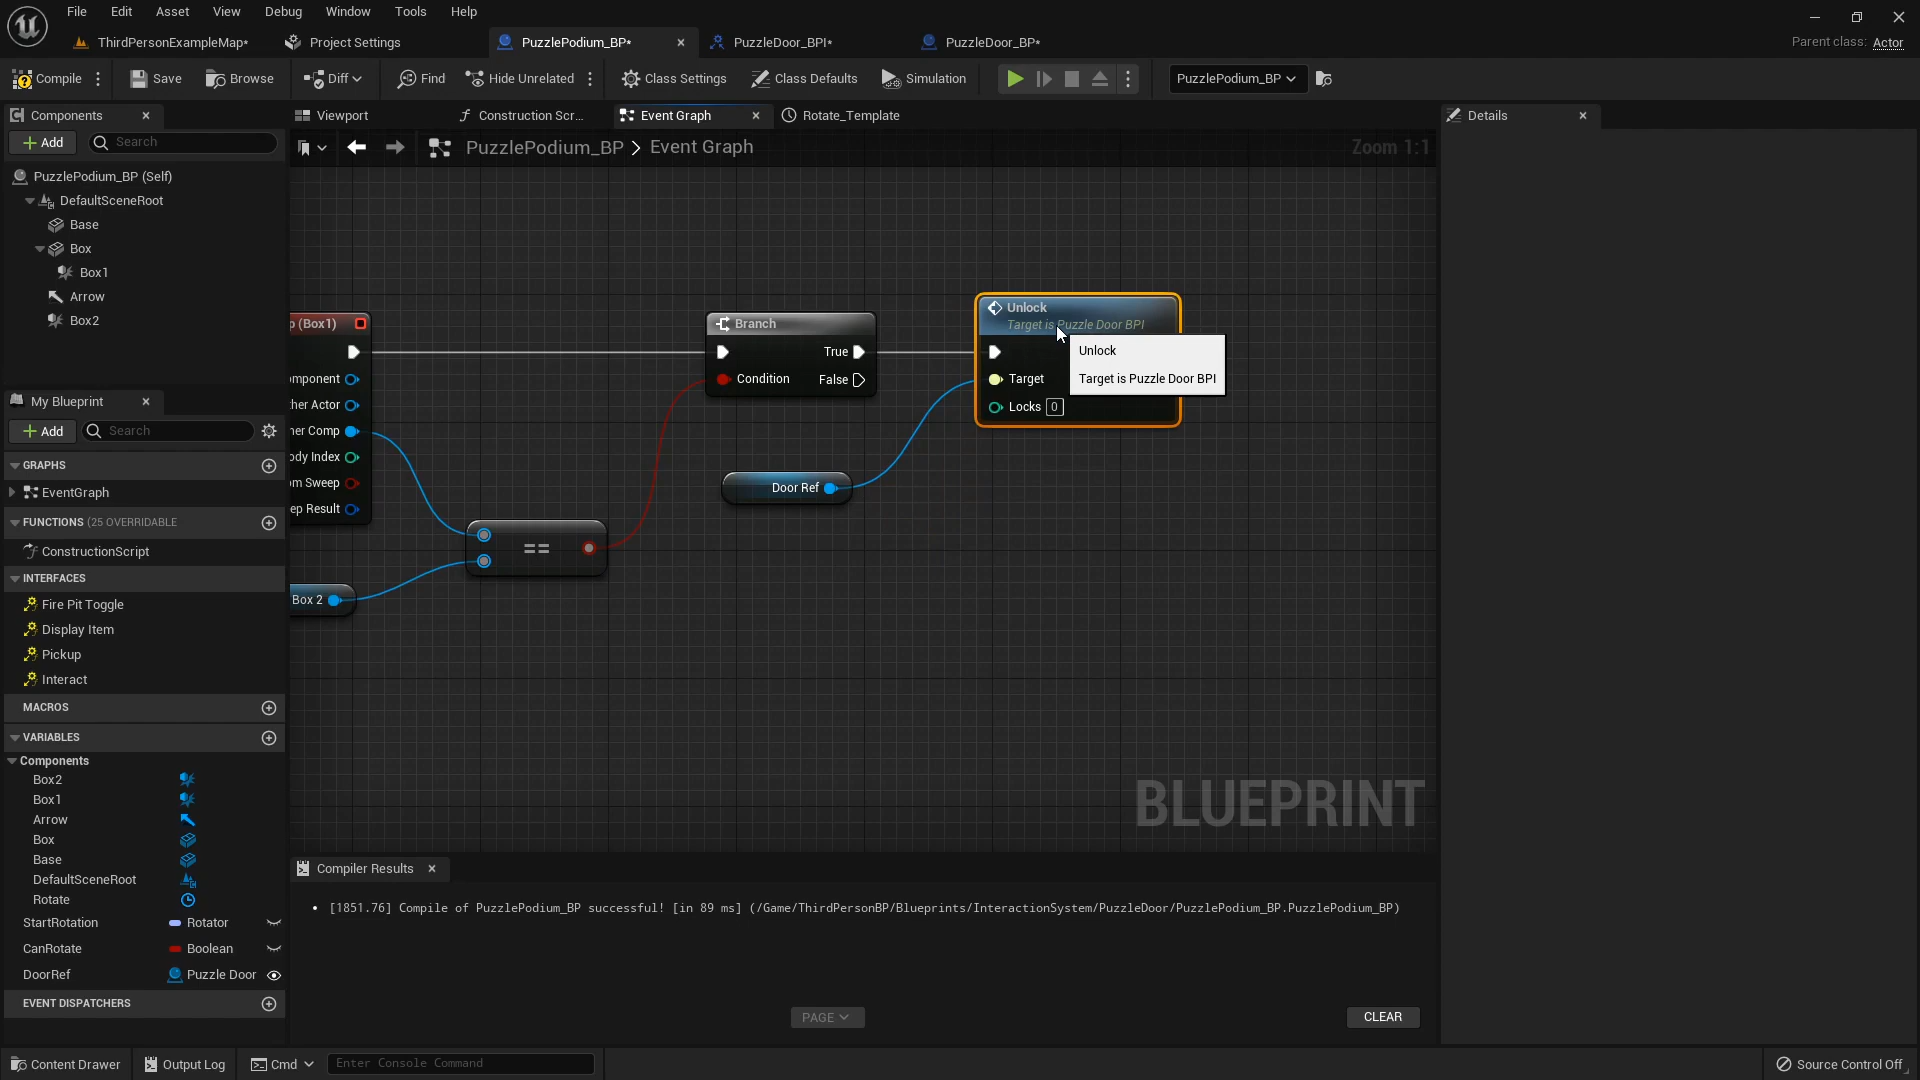 File Edit Asset View Debug Window Tools Help
ThirdPersonExampleMap* Project Settings PuzzlePodium_BP* PuzzleDoor_BPI* PuzzleDoor_BP* Parent class: Actor
Compile Save Browse Diff Find Hide Unrelated Class Settings Class Defaults Simulation PuzzlePodium_BP
Components Viewport Construction Scr... Event Graph Rotate_Template Details
Add Search
PuzzlePodium_BP > Event Graph Zoom 1:1
PuzzlePodium_BP (Self)
DefaultSceneRoot
Base
Box
Box1
Arrow
Box2
p (Box1)
omponent
her Actor
her Comp
ody Index
om Sweep
ep Result
Box 2
==
Branch
True
Condition False
Door Ref
Unlock
Target is Puzzle Door BPI
Target
Locks 0
Unlock
Target is Puzzle Door BPI
BLUEPRINT
My Blueprint
Add Search
GRAPHS
EventGraph
FUNCTIONS (25 OVERRIDABLE
ConstructionScript
INTERFACES
Fire Pit Toggle
Display Item
Pickup
Interact
MACROS
VARIABLES
Components
Box2
Box1
Arrow
Box
Base
DefaultSceneRoot
Rotate
StartRotation Rotator
CanRotate Boolean
DoorRef Puzzle Door
EVENT DISPATCHERS
Compiler Results
• [1851.76] Compile of PuzzlePodium_BP successful! [in 89 ms] (/Game/ThirdPersonBP/Blueprints/InteractionSystem/PuzzleDoor/PuzzlePodium_BP.PuzzlePodium_BP)
PAGE CLEAR
Content Drawer Output Log Cmd Enter Console Command Source Control Off